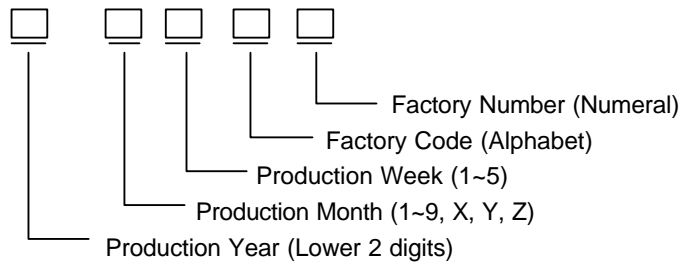 Factory Number (Numeral)
Factory Code (Alphabet)
Production Week (1~5)
Production Month (1~9, X, Y, Z)
Production Year (Lower 2 digits)